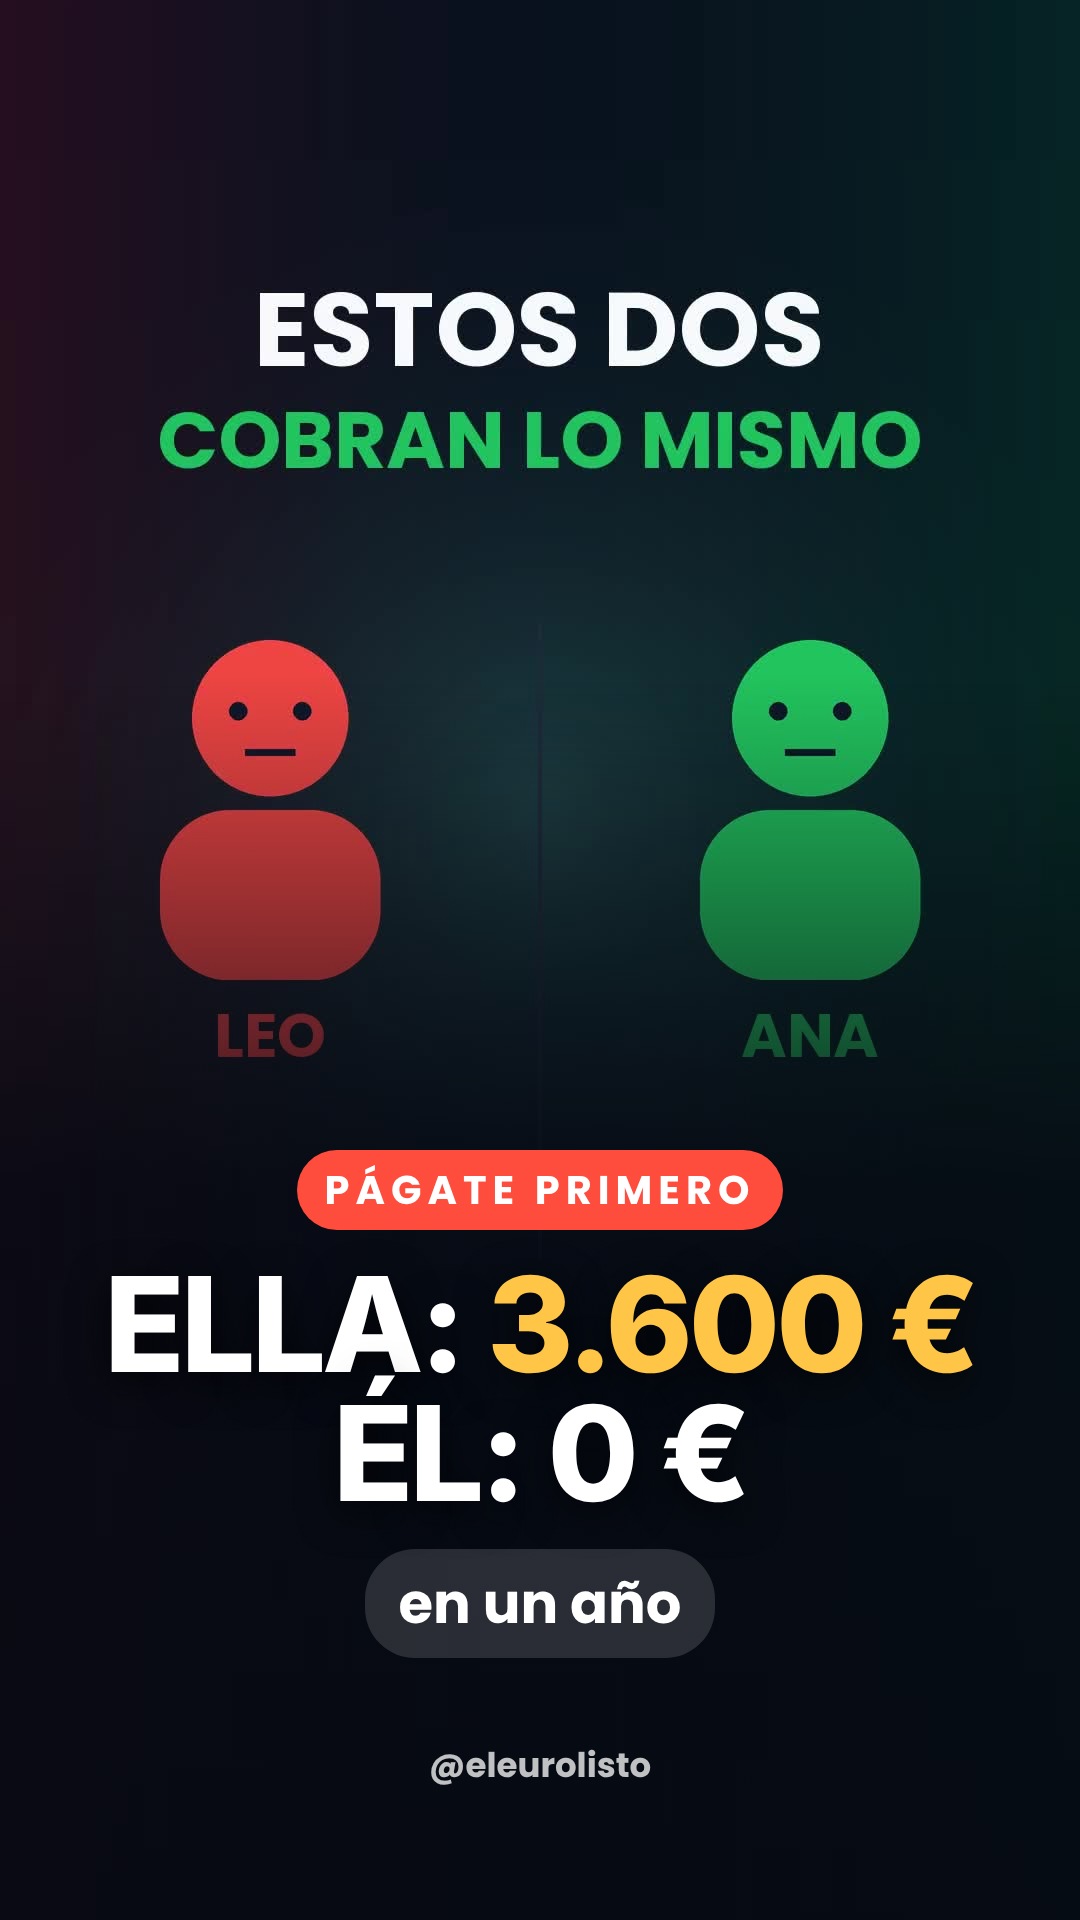 ESTOS DOS
COBRAN LO MISMO
LEO
ANA
PÁGATE PRIMERO
ELLA: 3.600 €
ÉL: 0 €
en un año
@eleurolisto